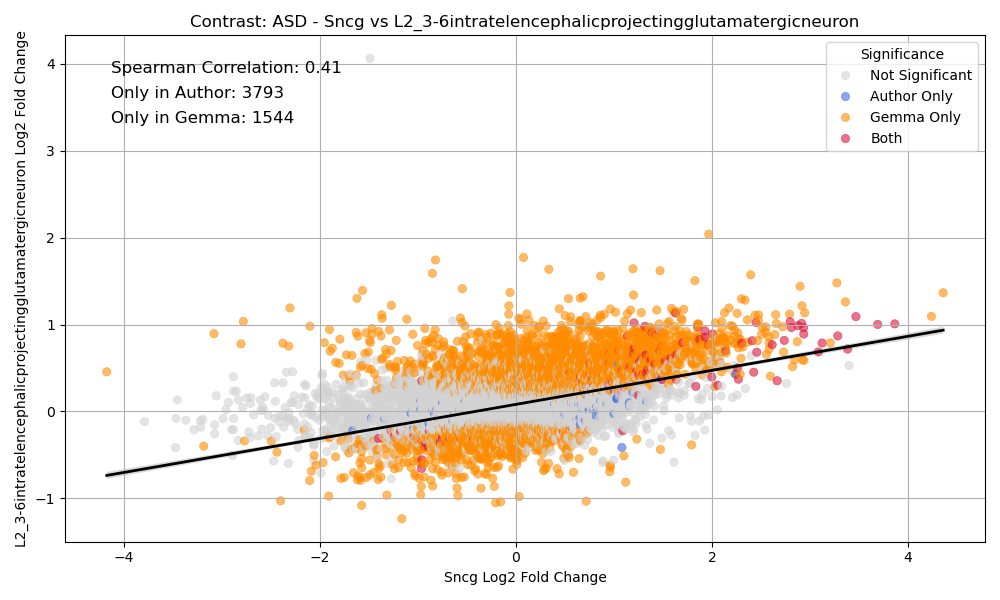 Contrast: ASD - Sncg vs L2_3-6intratelencephalicprojectingglutamatergicneuron
L2_3-6intratelencephalicprojectingglutamatergicneuron Log2 Fold Change
Spearman Correlation: 0.41
Only in Author: 3793
Only in Gemma: 1544
Significance
Not Significant
Author Only
Gemma Only
Both
4
3
2
1
0
−1
−4
−2
0
2
4
Sncg Log2 Fold Change